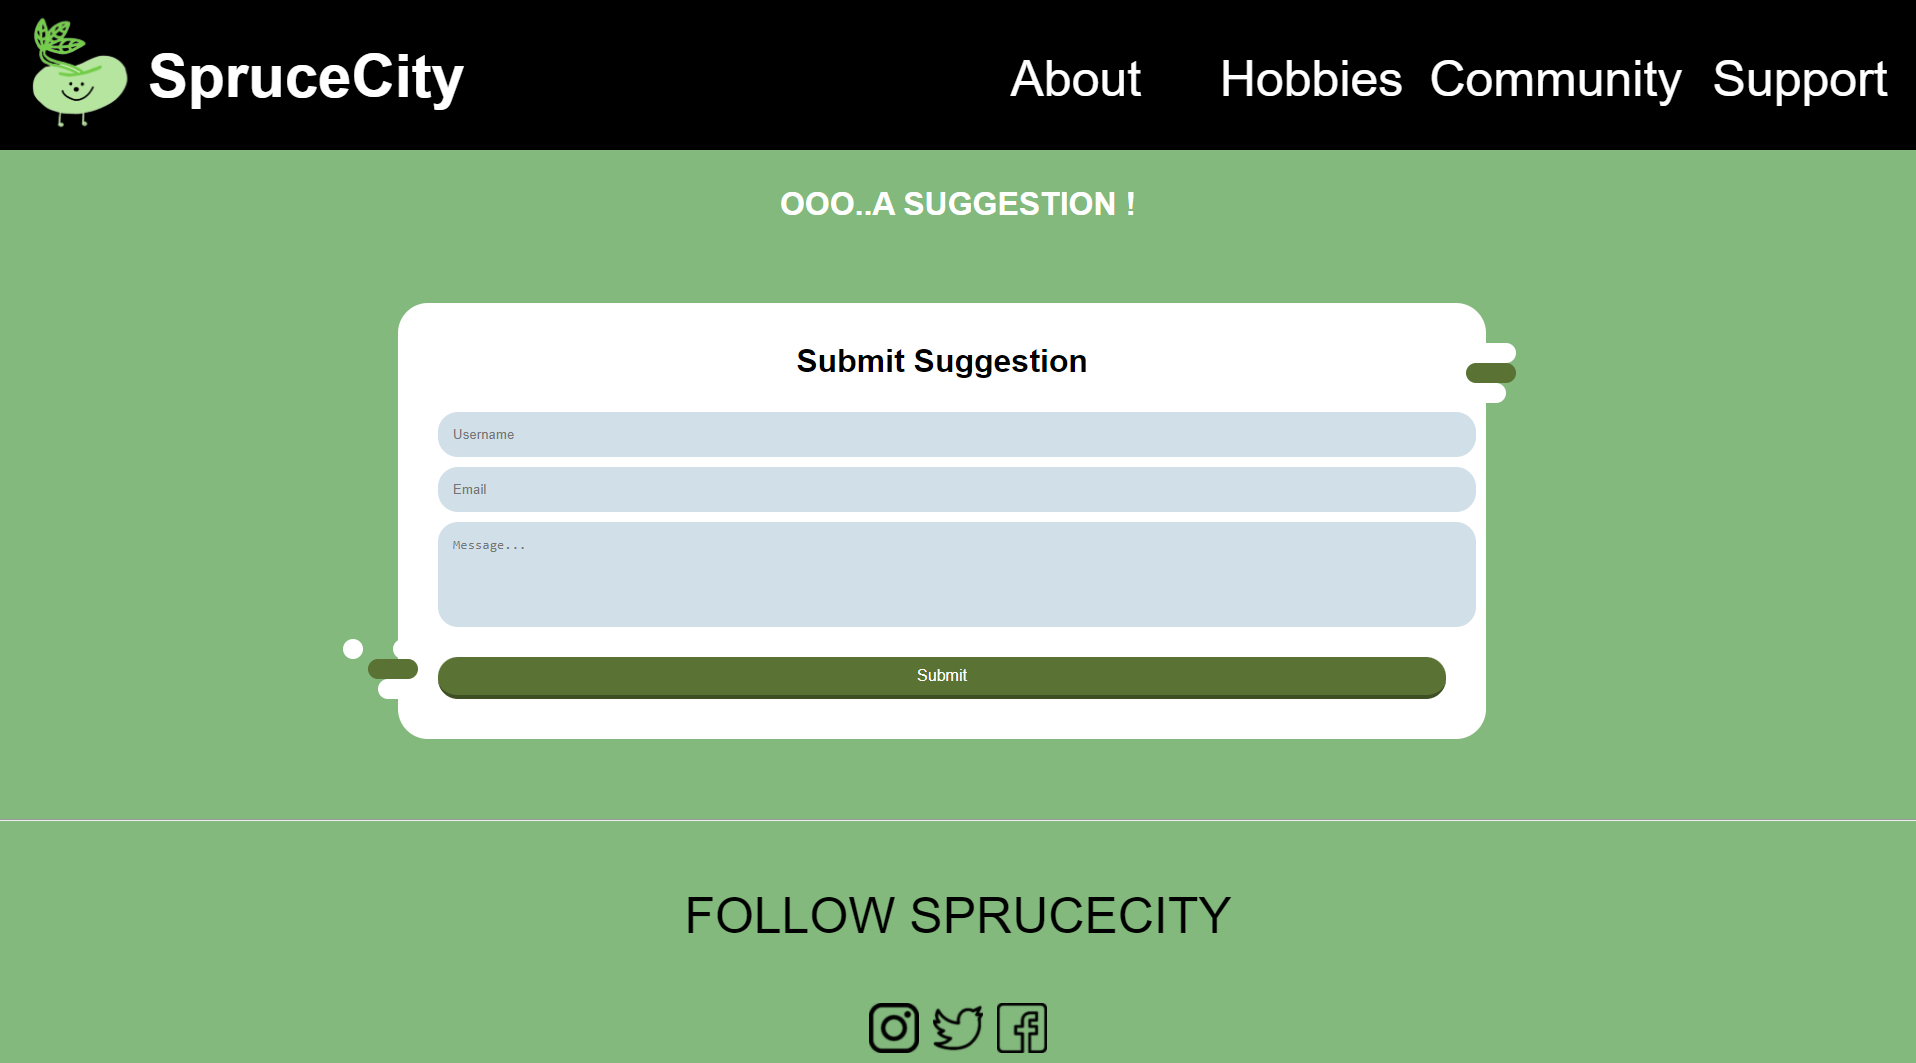 SpruceCity
About Hobbies Community Support
OOO..A SUGGESTION !
Submit Suggestion
Username
Email
Message...
Submit
FOLLOW SPRUCECITY